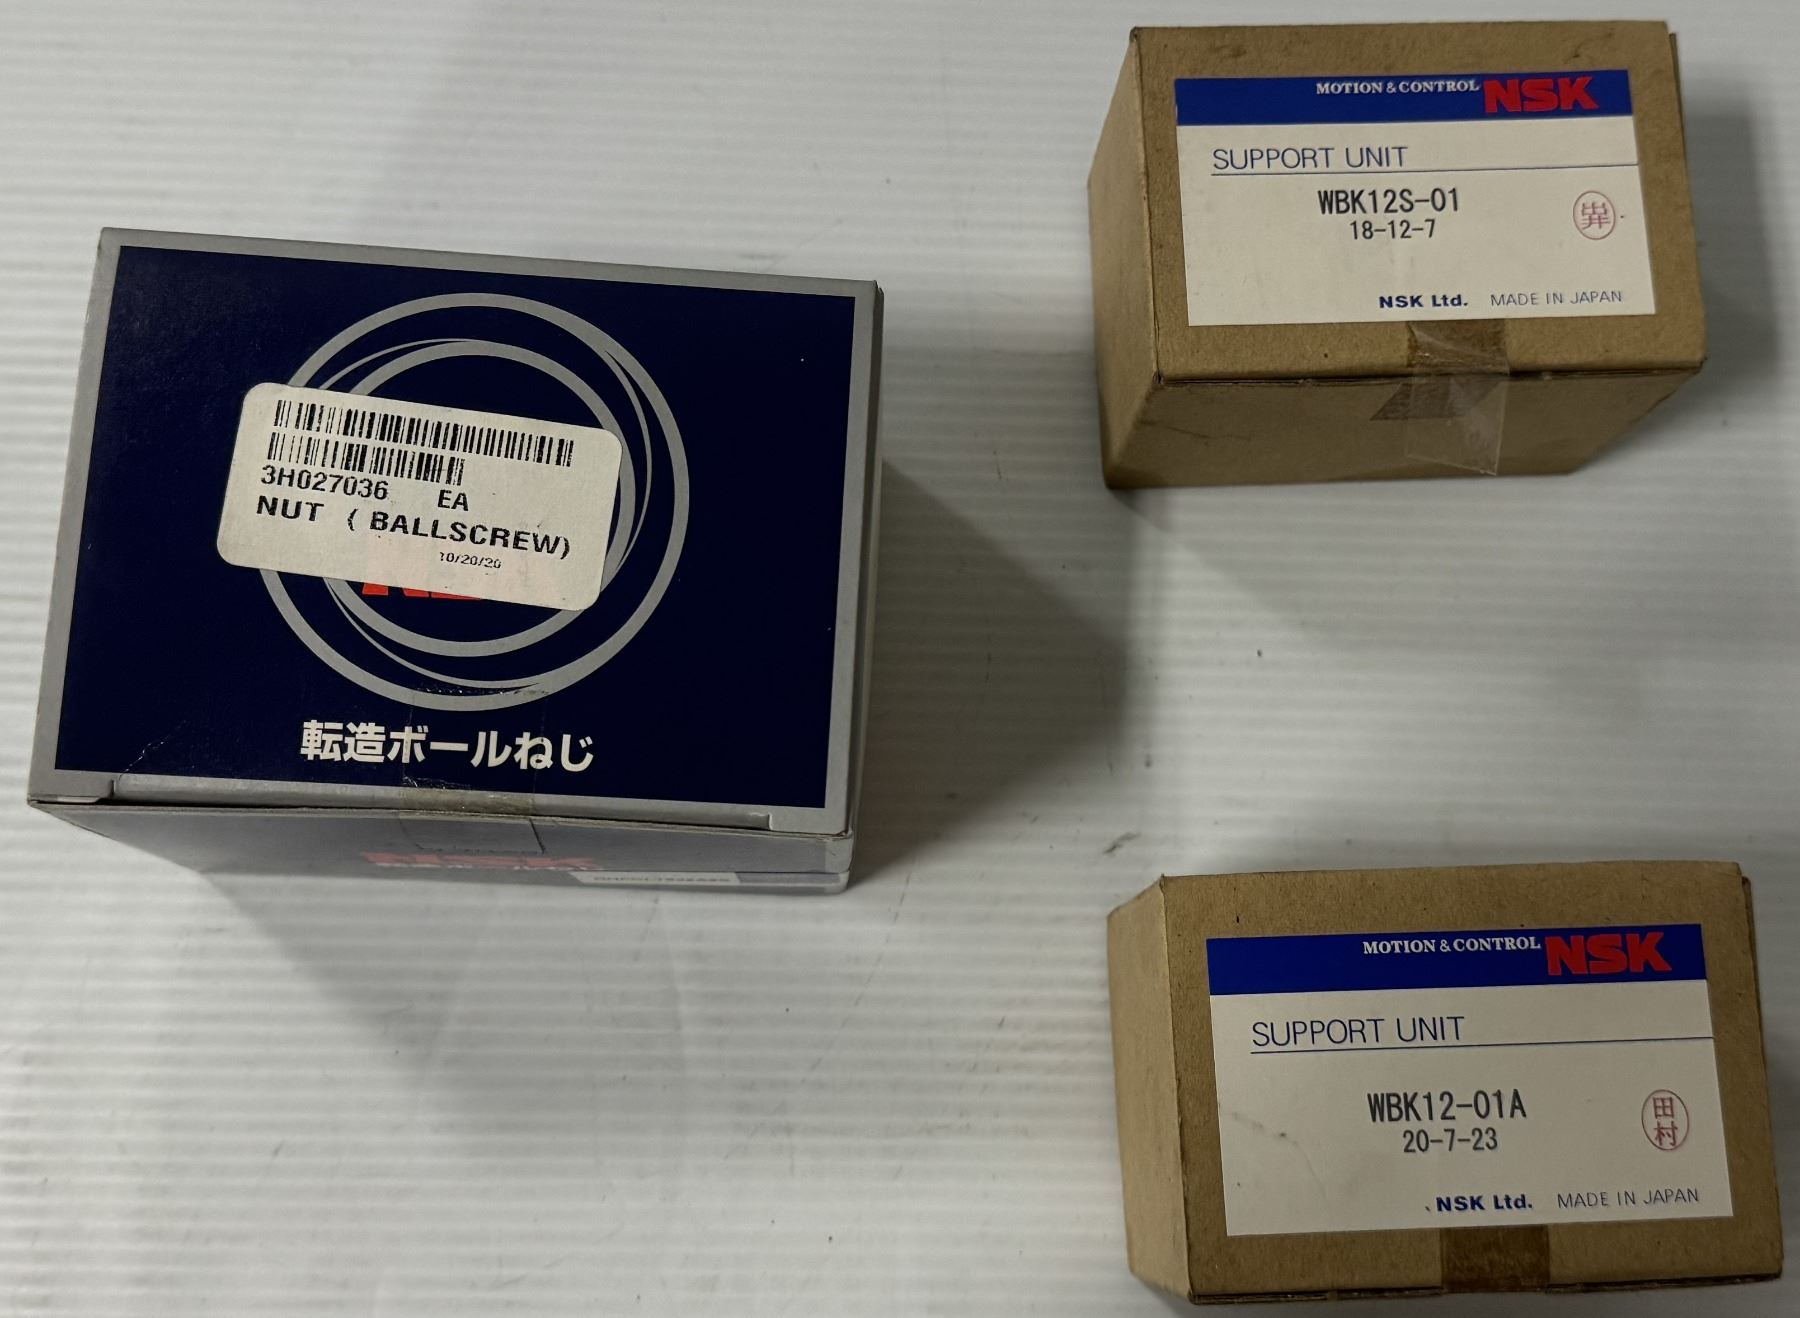 3H027036 EA
NUT ( BALLSCREW)
10/20/20
転造ボールねじ
NSK
MOTION & CONTROL NSK
SUPPORT UNIT
WBK12S-01
18-12-7
NSK Ltd. MADE IN JAPAN
MOTION & CONTROL NSK
SUPPORT UNIT
WBK12-01A
20-7-23
田村
NSK Ltd. MADE IN JAPAN